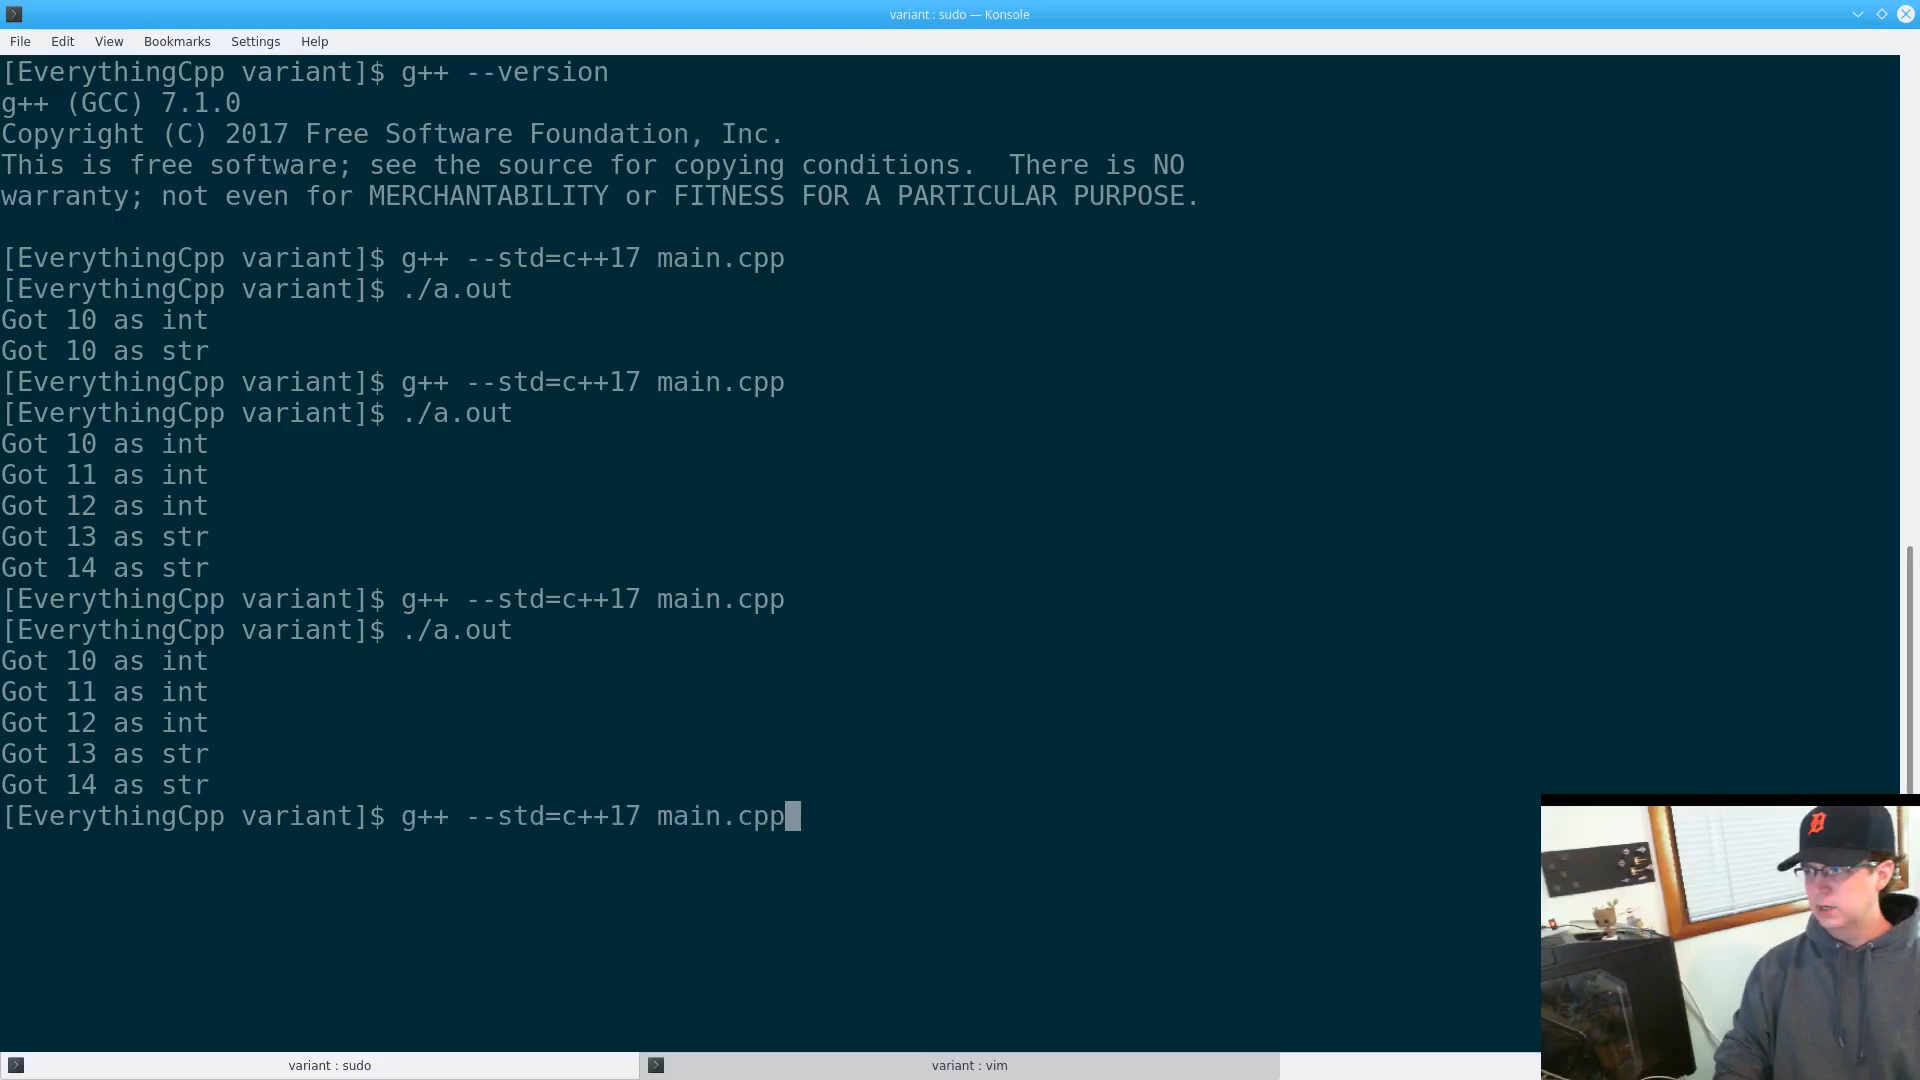 variant : sudo — Konsole
File Edit View Bookmarks Settings Help
[EverythingCpp variant]$ g++ --version
g++ (GCC) 7.1.0
Copyright (C) 2017 Free Software Foundation, Inc.
This is free software; see the source for copying conditions.  There is NO
warranty; not even for MERCHANTABILITY or FITNESS FOR A PARTICULAR PURPOSE.
[EverythingCpp variant]$ g++ --std=c++17 main.cpp
[EverythingCpp variant]$ ./a.out
Got 10 as int
Got 10 as str
[EverythingCpp variant]$ g++ --std=c++17 main.cpp
[EverythingCpp variant]$ ./a.out
Got 10 as int
Got 11 as int
Got 12 as int
Got 13 as str
Got 14 as str
[EverythingCpp variant]$ g++ --std=c++17 main.cpp
[EverythingCpp variant]$ ./a.out
Got 10 as int
Got 11 as int
Got 12 as int
Got 13 as str
Got 14 as str
[EverythingCpp variant]$ g++ --std=c++17 main.cpp
variant : sudo
variant : vim